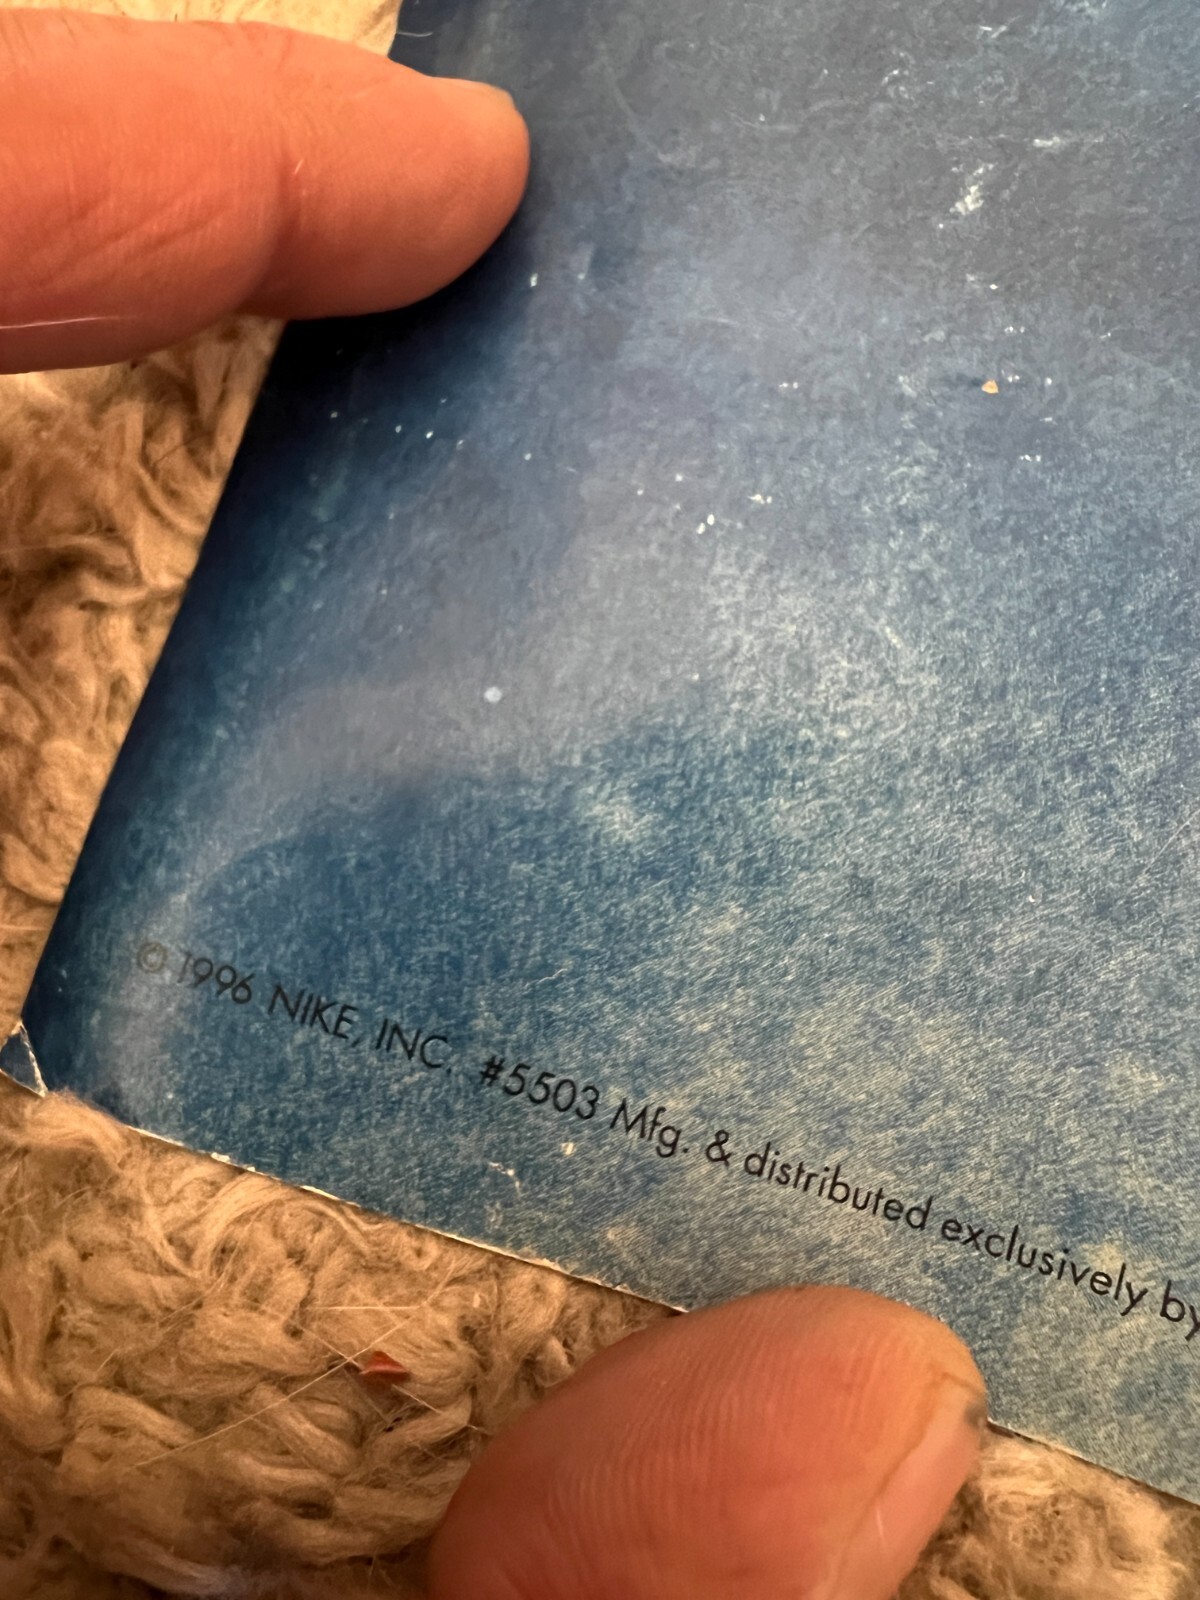 © 1996 NIKE, INC. #5503 Mfg. & distributed exclusively by